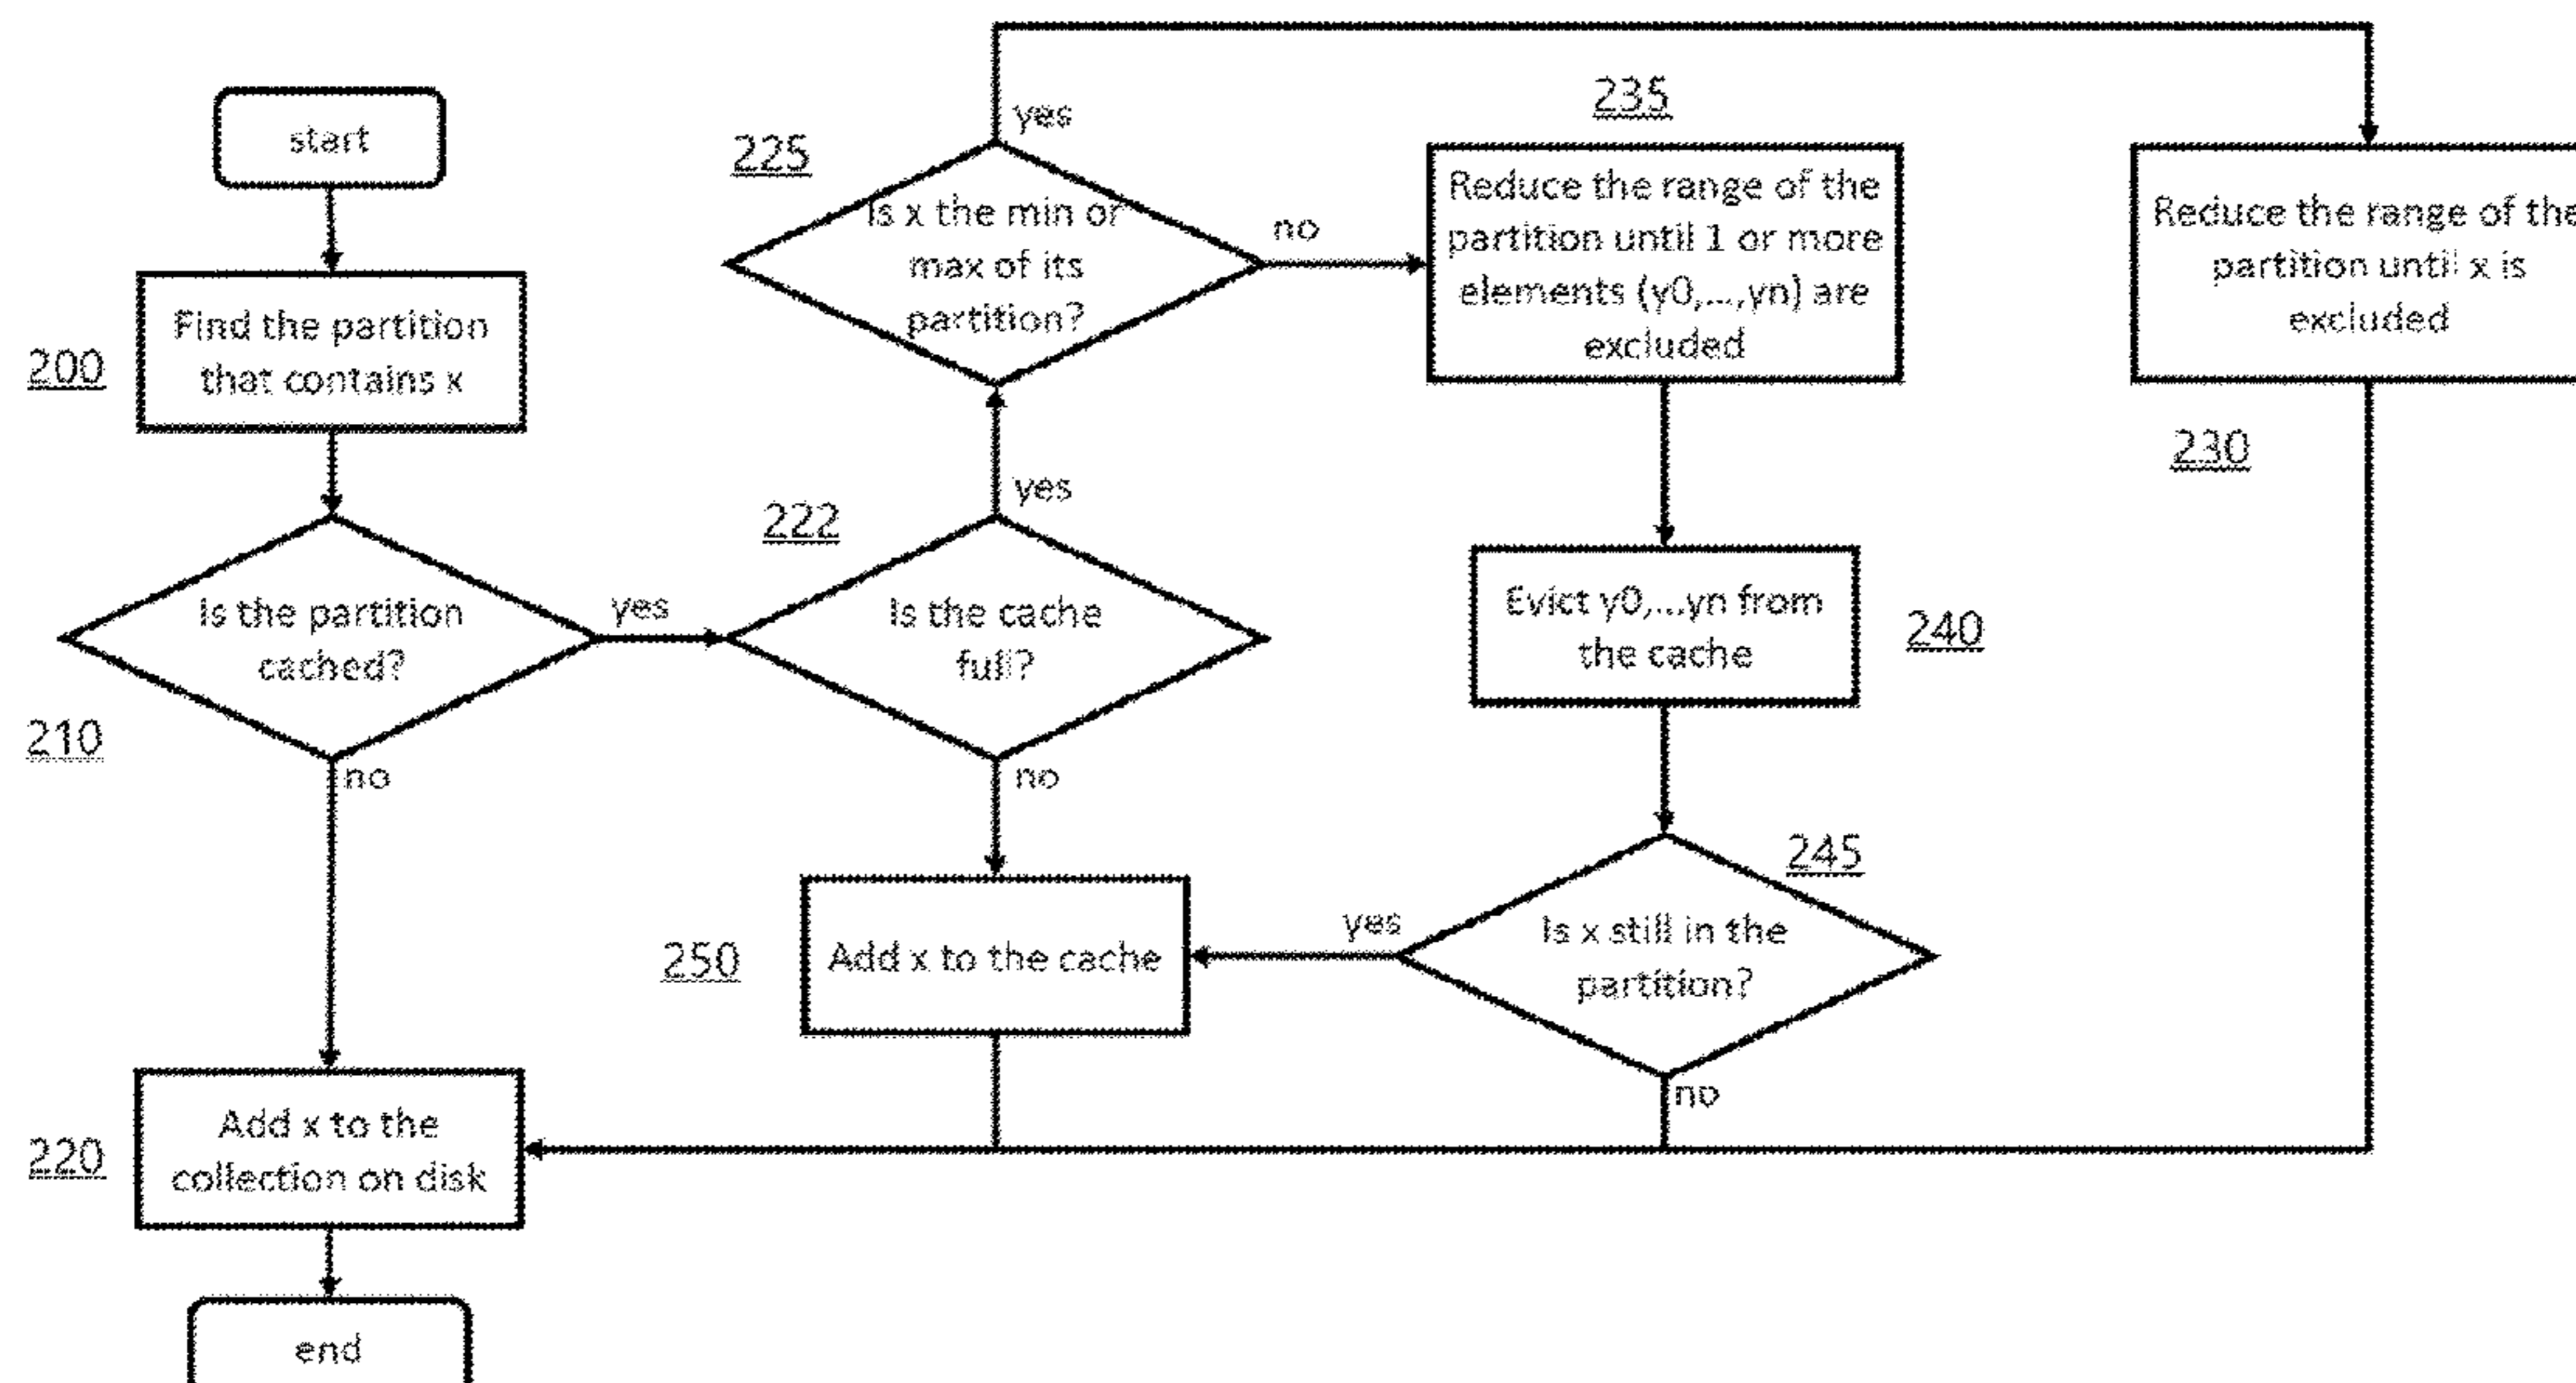 start
200
Find the partition
that contains x
210
Is the partition
cached?
yes
no
220
Add x to the
collection on disk
end
225
yes
Is x the min or
max of its
partition?
no
222
yes
Is the cache
full?
no
250
Add x to the cache
235
Reduce the range of the
partition until 1 or more
elements (y0,...,yn) are
excluded
Evict y0,...yn from
the cache
240
245
yes
Is x still in the
partition?
no
Reduce the range of the
partition until x is
excluded
230